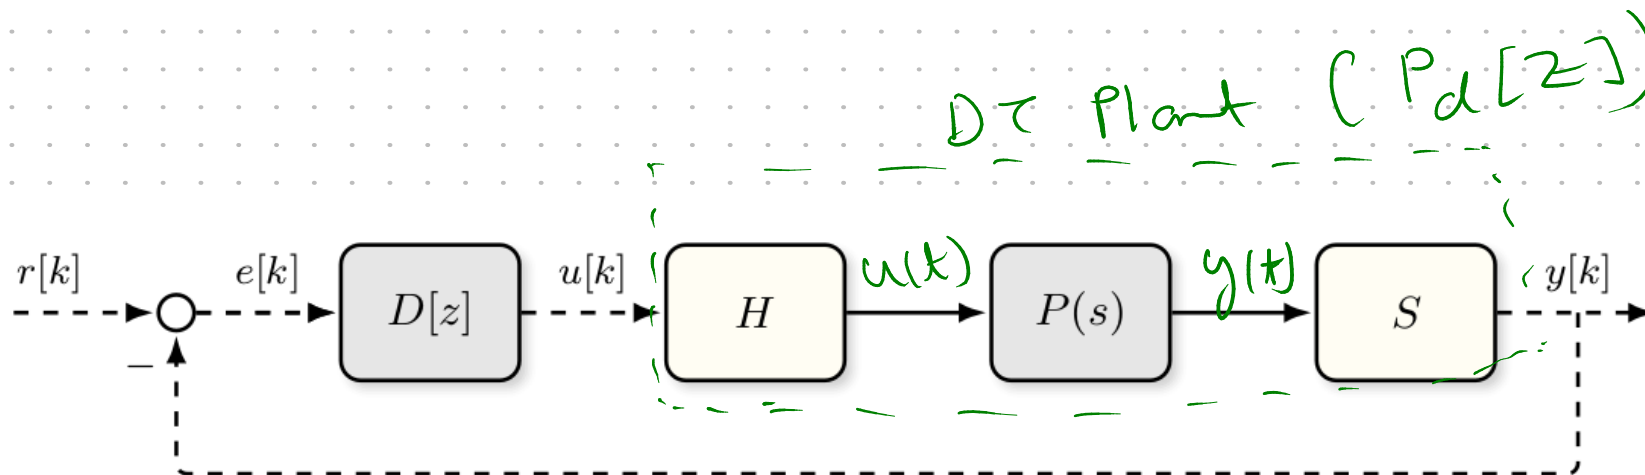 DT Plant (Pd[z])
r[k] e[k] D[z] u[k] H u(t) P(s) y(t) S y[k]
−